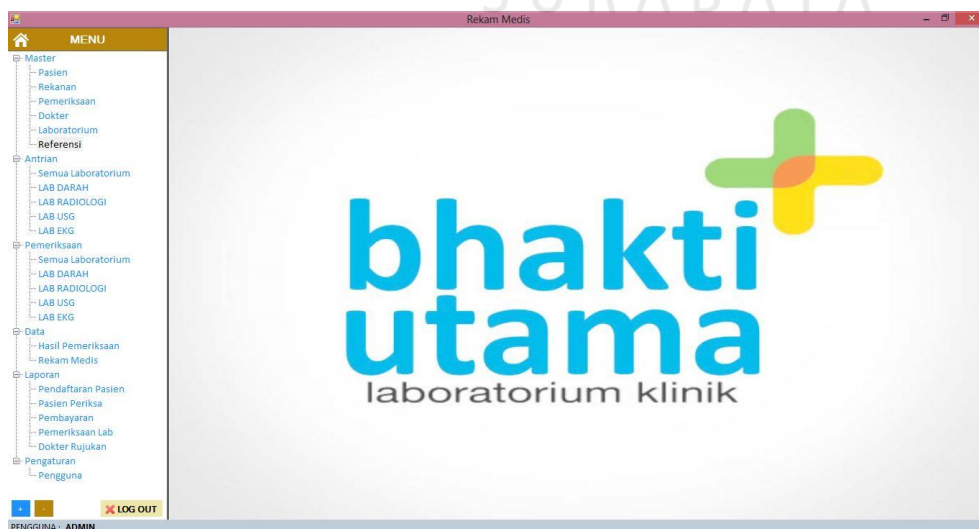 SURABAYA
Rekam Medis
MENU
Master
Pasien
Rekanan
Pemeriksaan
Dokter
Laboratorium
Referensi
Antrian
Semua Laboratorium
LAB DARAH
LAB RADIOLOGI
LAB USG
LAB EKG
Pemeriksaan
Semua Laboratorium
LAB DARAH
LAB RADIOLOGI
LAB USG
LAB EKG
Data
Hasil Pemeriksaan
Rekam Medis
Laporan
Pendaftaran Pasien
Pasien Periksa
Pembayaran
Pemeriksaan Lab
Dokter Rujukan
Pengaturan
Pengguna
+ - LOG OUT
PENGGUNA : ADMIN
bhakti
utama
laboratorium klinik